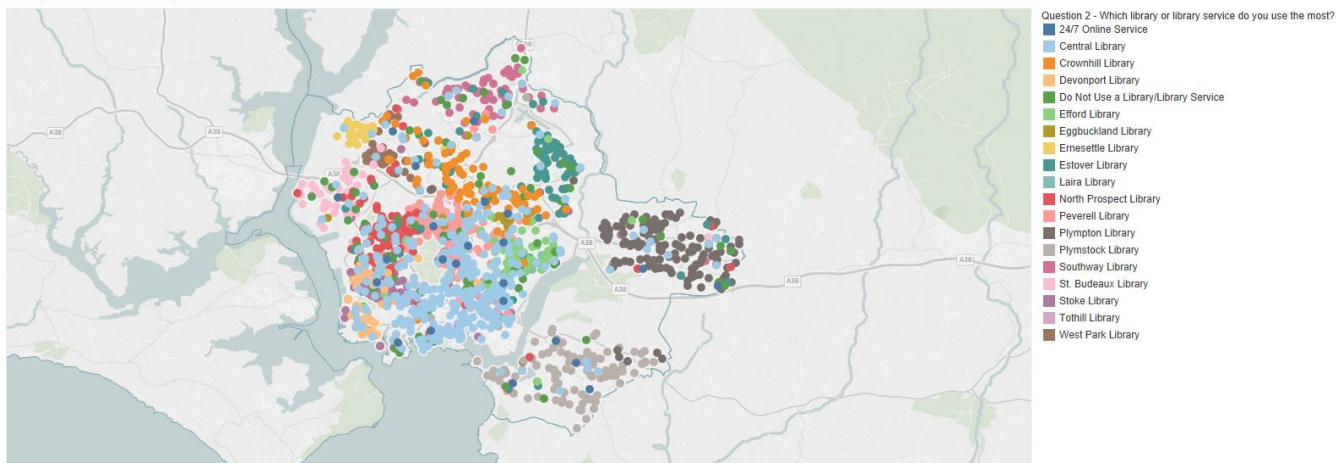 Question 2 - Which library or library service do you use the most?
24/7 Online Service
Central Library
Crownhill Library
Devonport Library
Do Not Use a Library/Library Service
Efford Library
Eggbuckland Library
Ernesettle Library
Estover Library
Laira Library
North Prospect Library
Peverell Library
Plympton Library
Plymstock Library
Southway Library
St. Budeaux Library
Stoke Library
Tothill Library
West Park Library
A38
A38
A38
A38
A38
A38
A38